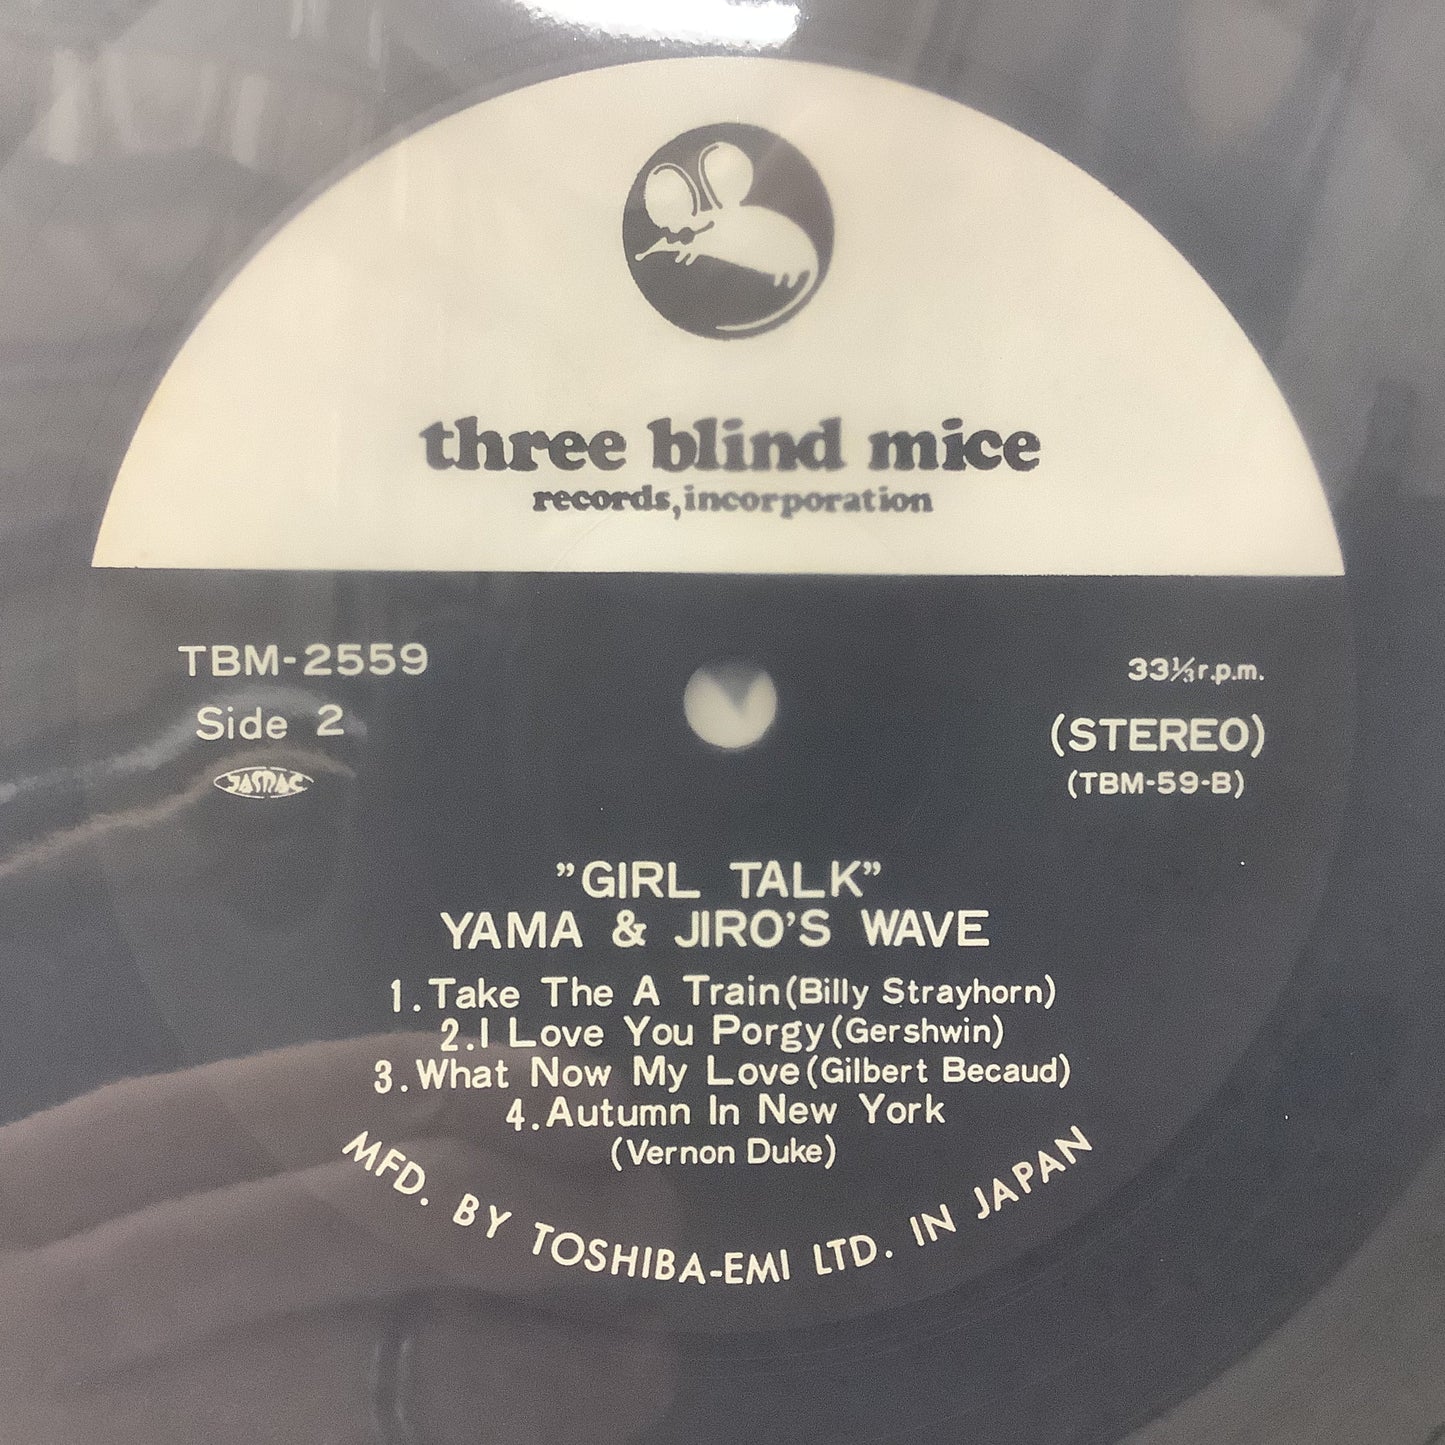 three blind mice
records,incorporation
TBM-2559
33⅓r.p.m.
Side 2
(STEREO)
JASRAC
(TBM-59-B)
"GIRL TALK"
YAMA & JIRO'S WAVE
1.Take The A Train(Billy Strayhorn)
2.I Love You Porgy(Gershwin)
3.What Now My Love(Gilbert Becaud)
4.Autumn In New York
(Vernon Duke)
MFD. BY TOSHIBA-EMI LTD. IN JAPAN